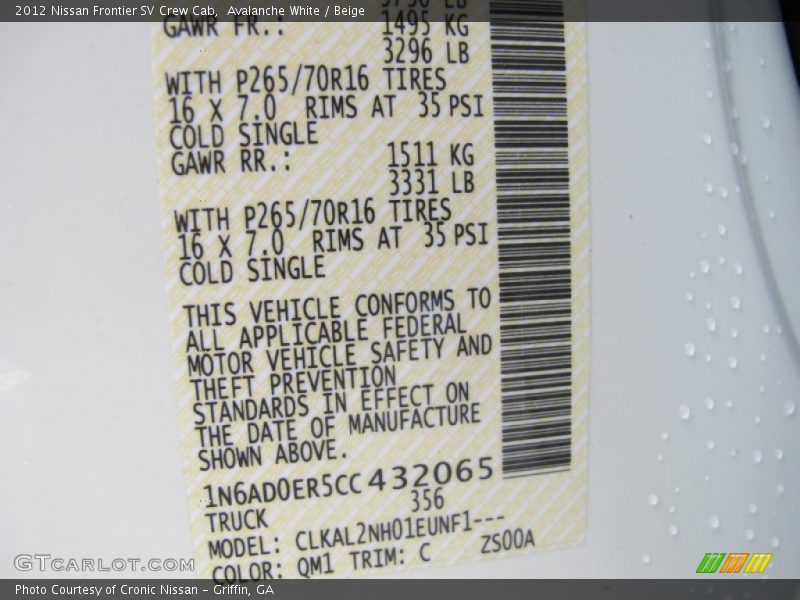 2012 Nissan Frontier SV Crew Cab,  Avalanche White / Beige
GAWR FR.: 1495 KG
3296 LB
WITH P265/70R16 TIRES
16 X 7.0 RIMS AT 35 PSI
COLD SINGLE
GAWR RR.: 1511 KG
3331 LB
WITH P265/70R16 TIRES
16 X 7.0 RIMS AT 35 PSI
COLD SINGLE
THIS VEHICLE CONFORMS TO
ALL APPLICABLE FEDERAL
MOTOR VEHICLE SAFETY AND
THEFT PREVENTION
STANDARDS IN EFFECT ON
THE DATE OF MANUFACTURE
SHOWN ABOVE.
1N6AD0ER5CC 432065
TRUCK 356
MODEL: CLKAL2NH01EUNF1---
COLOR: QM1 TRIM: C ZS00A
GTCARLOT.COM
Photo Courtesy of Cronic Nissan - Griffin, GA